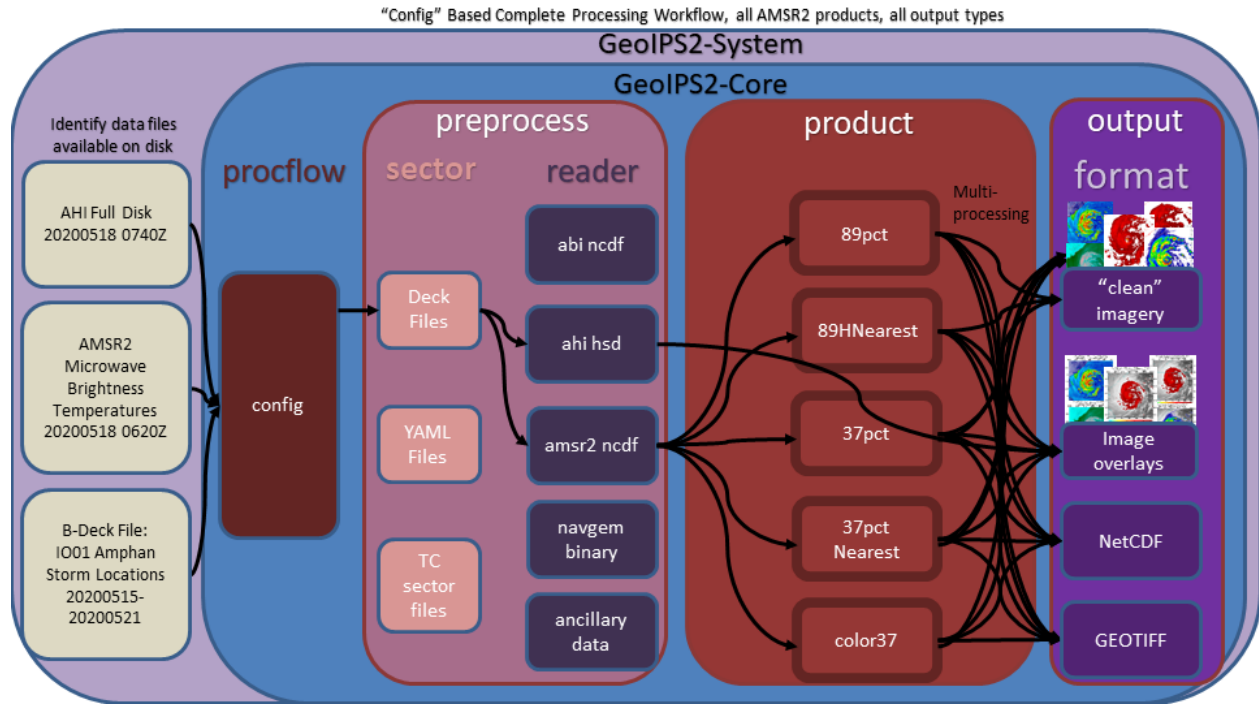 “Config” Based Complete Processing Workflow, all AMSR2 products, all output types
GeoIPS2-System
GeoIPS2-Core
Identify data files
available on disk
AHI Full Disk
20200518 0740Z
AMSR2
Microwave
Brightness
Temperatures
20200518 0620Z
B-Deck File:
IO01 Amphan
Storm Locations
20200515-
20200521
procflow
config
preprocess
sector
Deck
Files
YAML
Files
TC
sector
files
reader
abi ncdf
ahi hsd
amsr2 ncdf
navgem
binary
ancillary
data
product
89pct
89HNearest
37pct
37pct
Nearest
color37
Multi-
processing
output
format
“clean”
imagery
Image
overlays
NetCDF
GEOTIFF